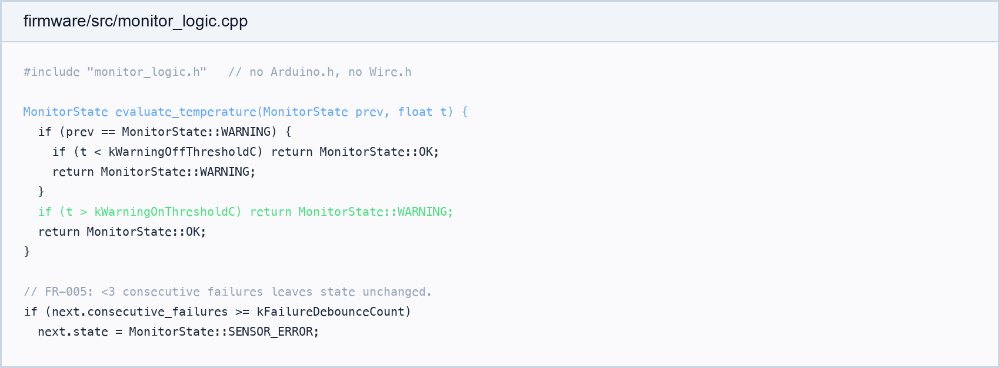 firmware/src/monitor_logic.cpp
#include "monitor_logic.h"   // no Arduino.h, no Wire.h
MonitorState evaluate_temperature(MonitorState prev, float t) {
  if (prev == MonitorState::WARNING) {
    if (t < kWarningOffThresholdC) return MonitorState::OK;
    return MonitorState::WARNING;
  }
  if (t > kWarningOnThresholdC) return MonitorState::WARNING;
  return MonitorState::OK;
}
// FR-005: <3 consecutive failures leaves state unchanged.
if (next.consecutive_failures >= kFailureDebounceCount)
  next.state = MonitorState::SENSOR_ERROR;